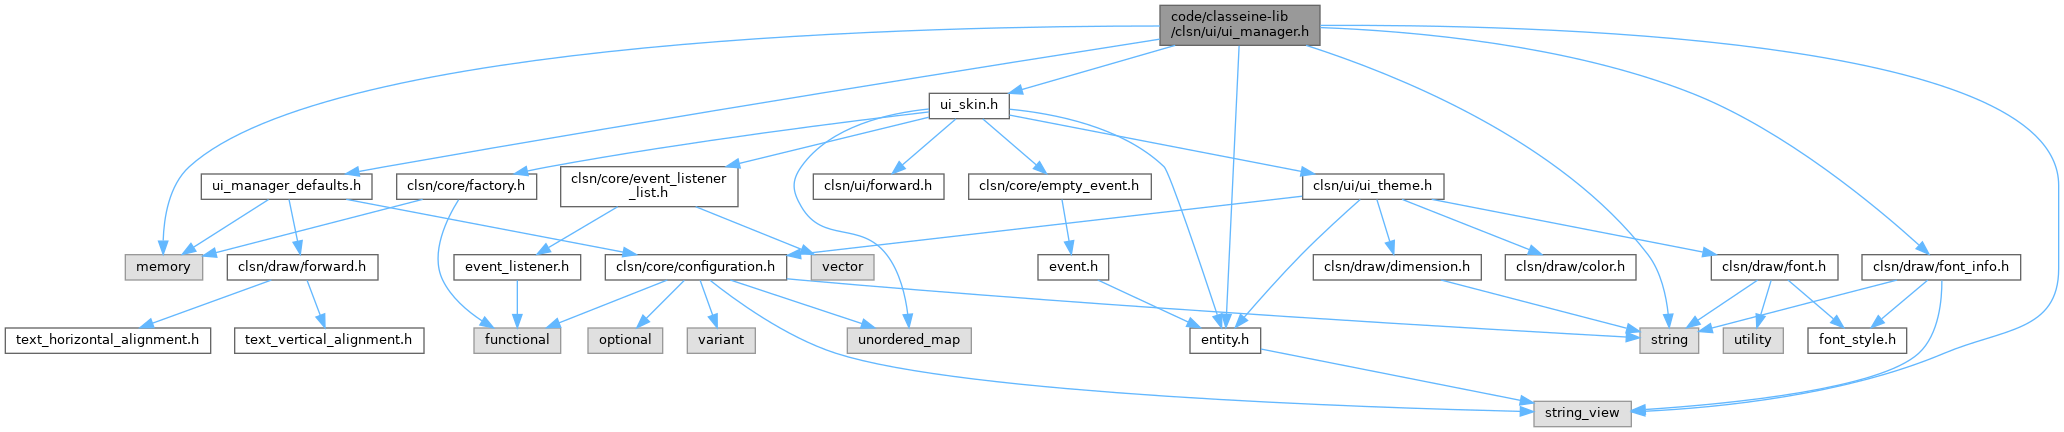 code/classeine-lib
/clsn/ui/ui_manager.h
ui_skin.h
ui_manager_defaults.h
clsn/core/factory.h
clsn/core/event_listener
_list.h
clsn/ui/forward.h
clsn/core/empty_event.h
clsn/ui/ui_theme.h
memory
clsn/draw/forward.h
event_listener.h
clsn/core/configuration.h
vector
event.h
clsn/draw/dimension.h
clsn/draw/color.h
clsn/draw/font.h
clsn/draw/font_info.h
text_horizontal_alignment.h
text_vertical_alignment.h
functional
optional
variant
unordered_map
entity.h
string
utility
font_style.h
string_view